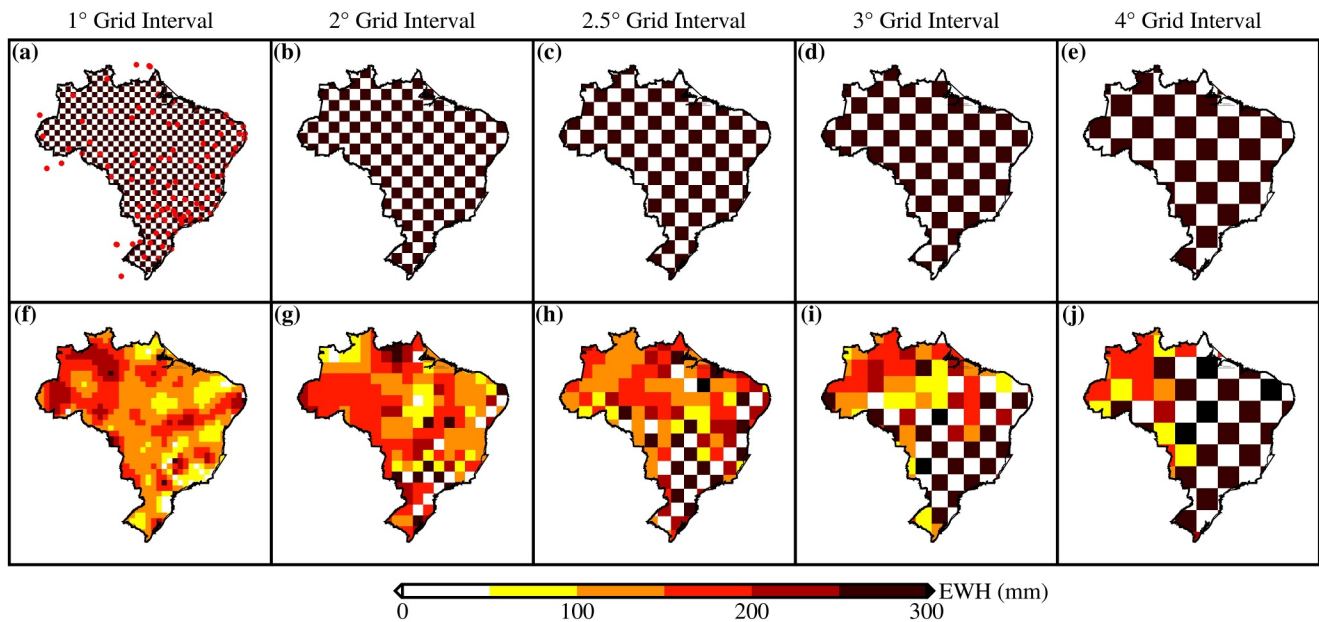 1° Grid Interval 2° Grid Interval 2.5° Grid Interval 3° Grid Interval 4° Grid Interval
(a) (b) (c) (d) (e)
(f) (g) (h) (i) (j)
EWH (mm)
0 100 200 300